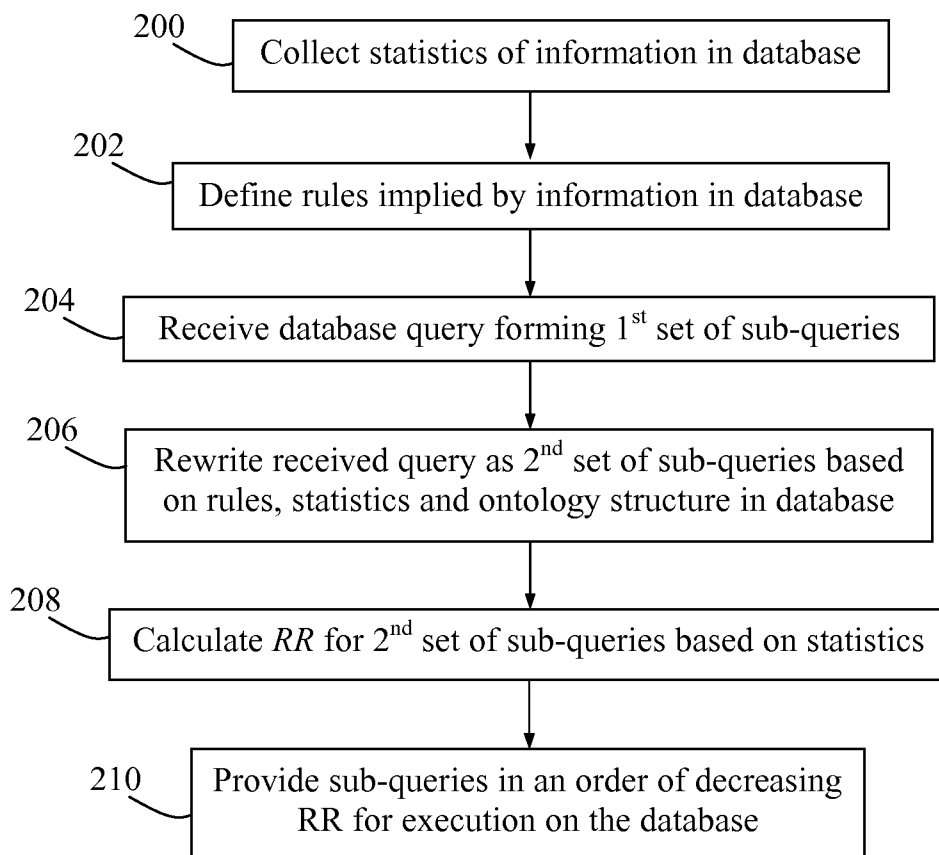 200
Collect statistics of information in database
202
Define rules implied by information in database
204
Receive database query forming 1st set of sub-queries
206
Rewrite received query as 2nd set of sub-queries based
on rules, statistics and ontology structure in database
208
Calculate RR for 2nd set of sub-queries based on statistics
210
Provide sub-queries in an order of decreasing
RR for execution on the database